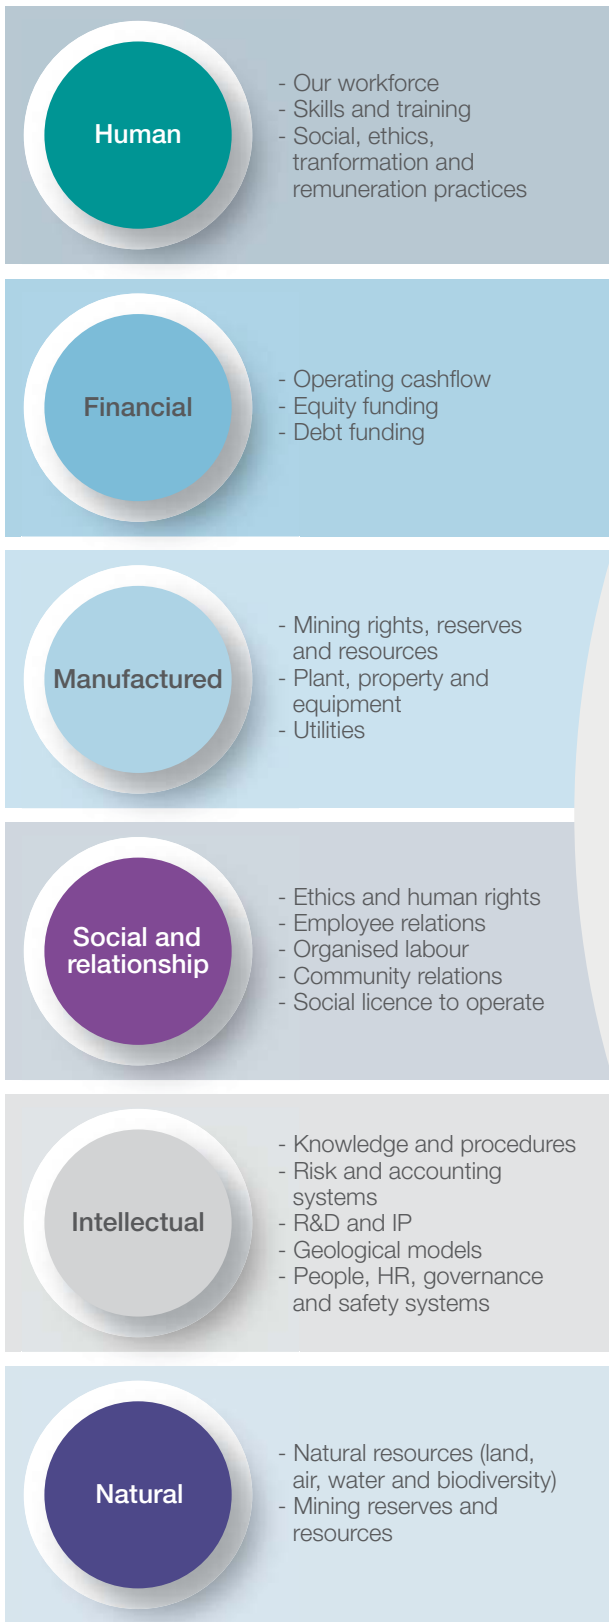 Human
- Our workforce
- Skills and training
- Social, ethics,
tranformation and
remuneration practices
Financial
- Operating cashflow
- Equity funding
- Debt funding
Manufactured
- Mining rights, reserves
and resources
- Plant, property and
equipment
- Utilities
Social and
relationship
- Ethics and human rights
- Employee relations
- Organised labour
- Community relations
- Social licence to operate
Intellectual
- Knowledge and procedures
- Risk and accounting
systems
- R&D and IP
- Geological models
- People, HR, governance
and safety systems
Natural
- Natural resources (land,
air, water and biodiversity)
- Mining reserves and
resources